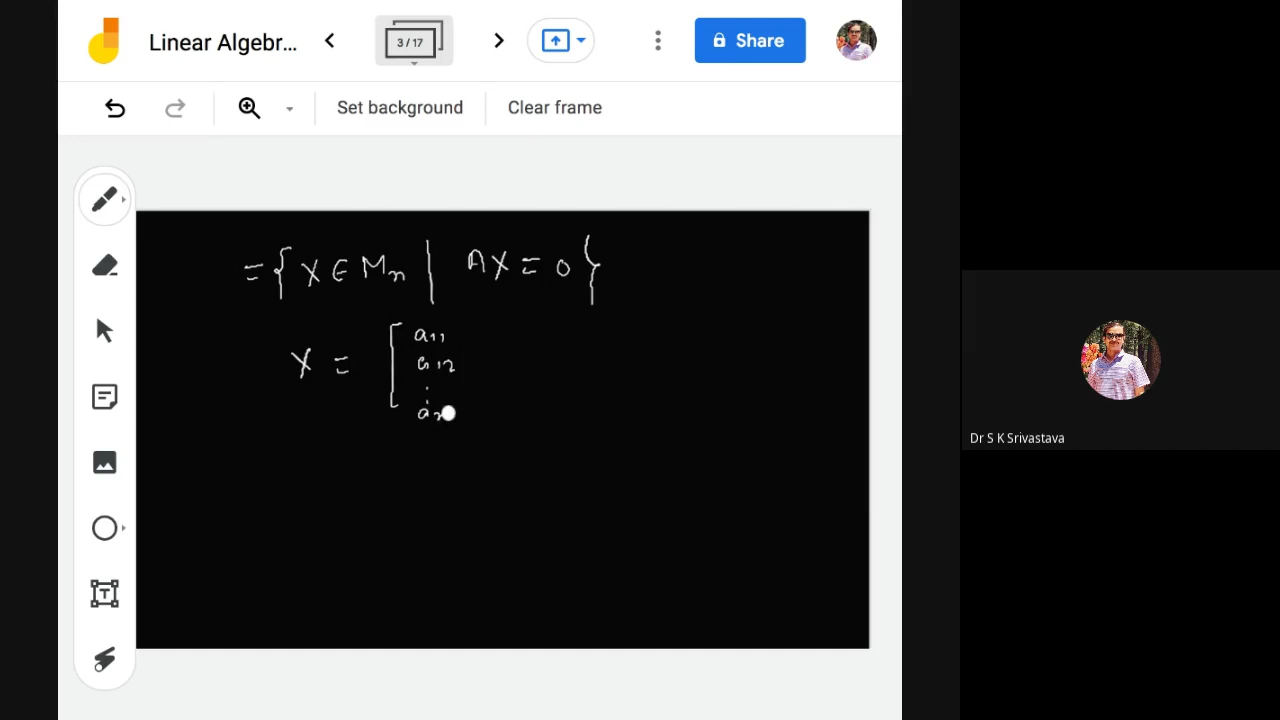 Linear Algebr...
3 / 17
Share
Set background
Clear frame
= { X ∈ Mn | AX = 0 }
X = [ a11
a12
.
.
Dr S K Srivastava